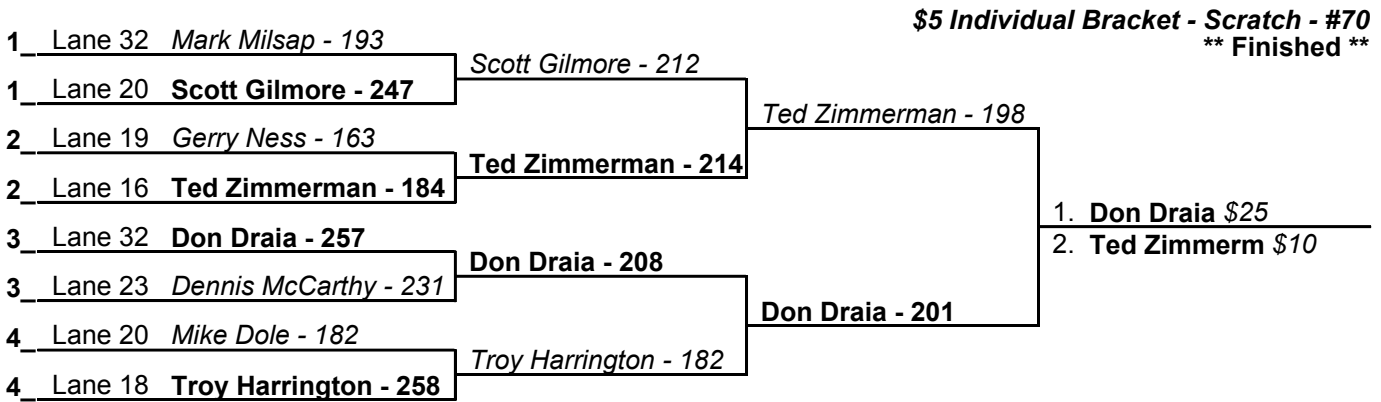 $5 Individual Bracket - Scratch - #70
** Finished **
1_ Lane 32 Mark Milsap - 193
1_ Lane 20 Scott Gilmore - 247
2_ Lane 19 Gerry Ness - 163
2_ Lane 16 Ted Zimmerman - 184
3_ Lane 32 Don Draia - 257
3_ Lane 23 Dennis McCarthy - 231
4_ Lane 20 Mike Dole - 182
4_ Lane 18 Troy Harrington - 258
Scott Gilmore - 212
Ted Zimmerman - 214
Don Draia - 208
Troy Harrington - 182
Ted Zimmerman - 198
Don Draia - 201
1. Don Draia $25
2. Ted Zimmerm $10